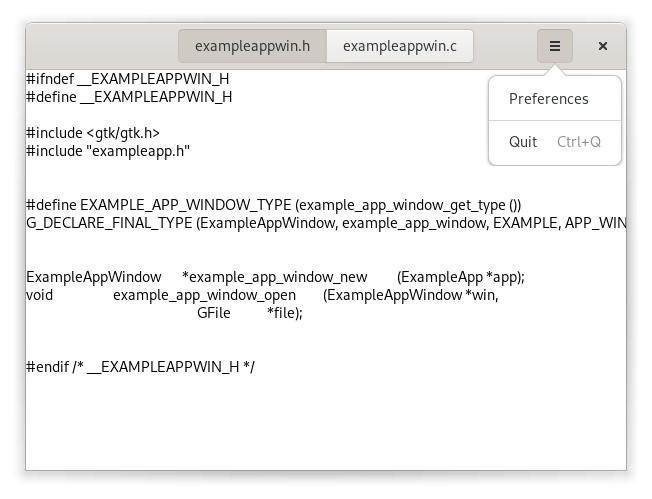 exampleappwin.h exampleappwin.c
Preferences
Quit Ctrl+Q
#ifndef __EXAMPLEAPPWIN_H
#define __EXAMPLEAPPWIN_H
#include <gtk/gtk.h>
#include "exampleapp.h"
#define EXAMPLE_APP_WINDOW_TYPE (example_app_window_get_type ())
G_DECLARE_FINAL_TYPE (ExampleAppWindow, example_app_window, EXAMPLE, APP_WIN
ExampleAppWindow *example_app_window_new (ExampleApp *app);
void example_app_window_open (ExampleAppWindow *win,
GFile *file);
#endif /* __EXAMPLEAPPWIN_H */